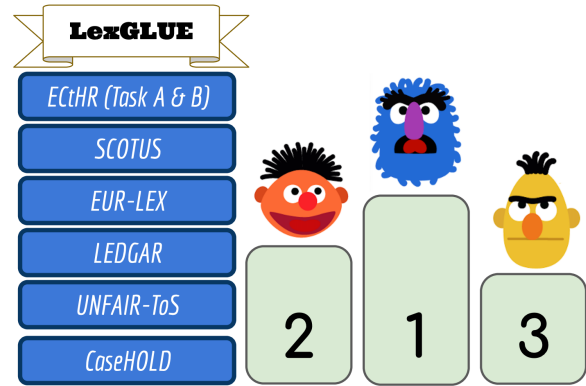 LexGLUE
ECtHR (Task A & B)
SCOTUS
EUR-LEX
LEDGAR
UNFAIR-ToS
CaseHOLD
2
1
3